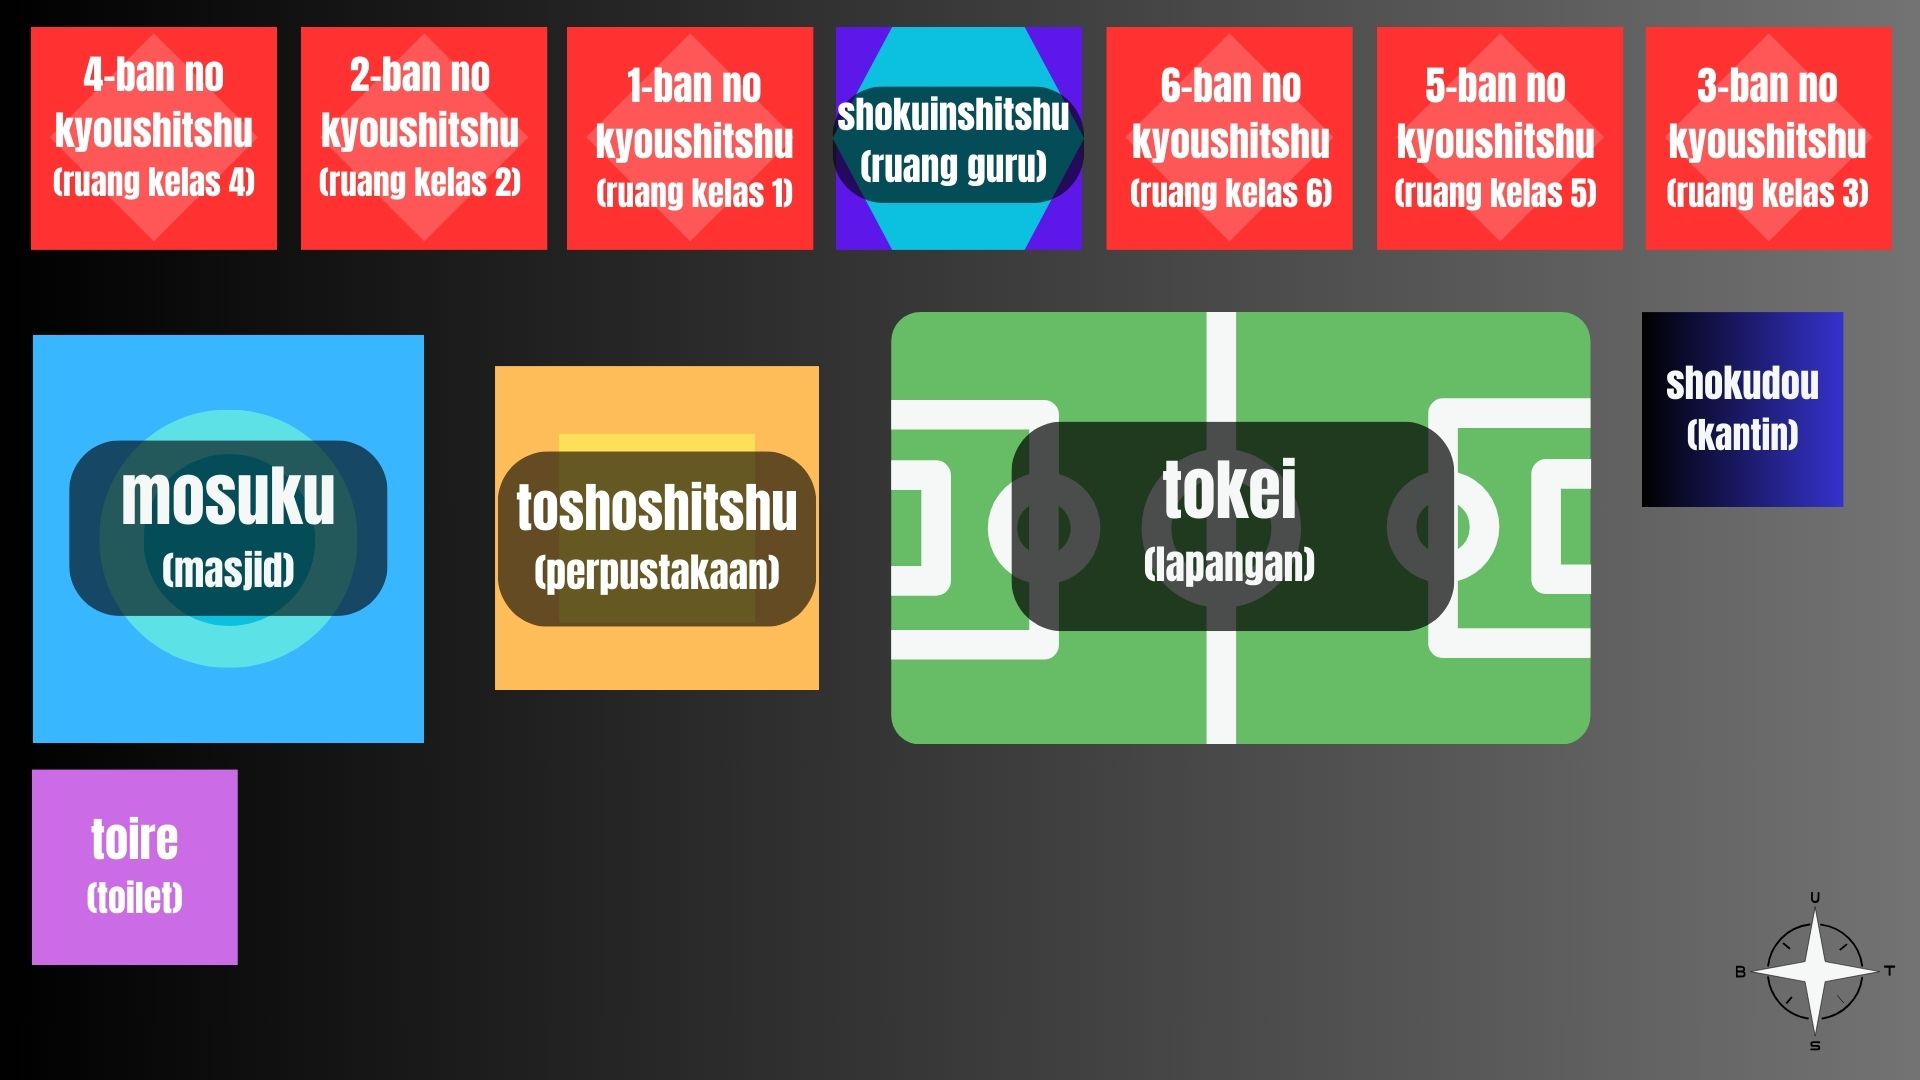 4-ban no
kyoushitshu
(ruang kelas 4)
2-ban no
kyoushitshu
(ruang kelas 2)
1-ban no
kyoushitshu
(ruang kelas 1)
shokuinshitshu
(ruang guru)
6-ban no
kyoushitshu
(ruang kelas 6)
5-ban no
kyoushitshu
(ruang kelas 5)
3-ban no
kyoushitshu
(ruang kelas 3)
mosuku
(masjid)
toshoshitshu
(perpustakaan)
tokei
(lapangan)
shokudou
(kantin)
toire
(toilet)
U
B
T
S